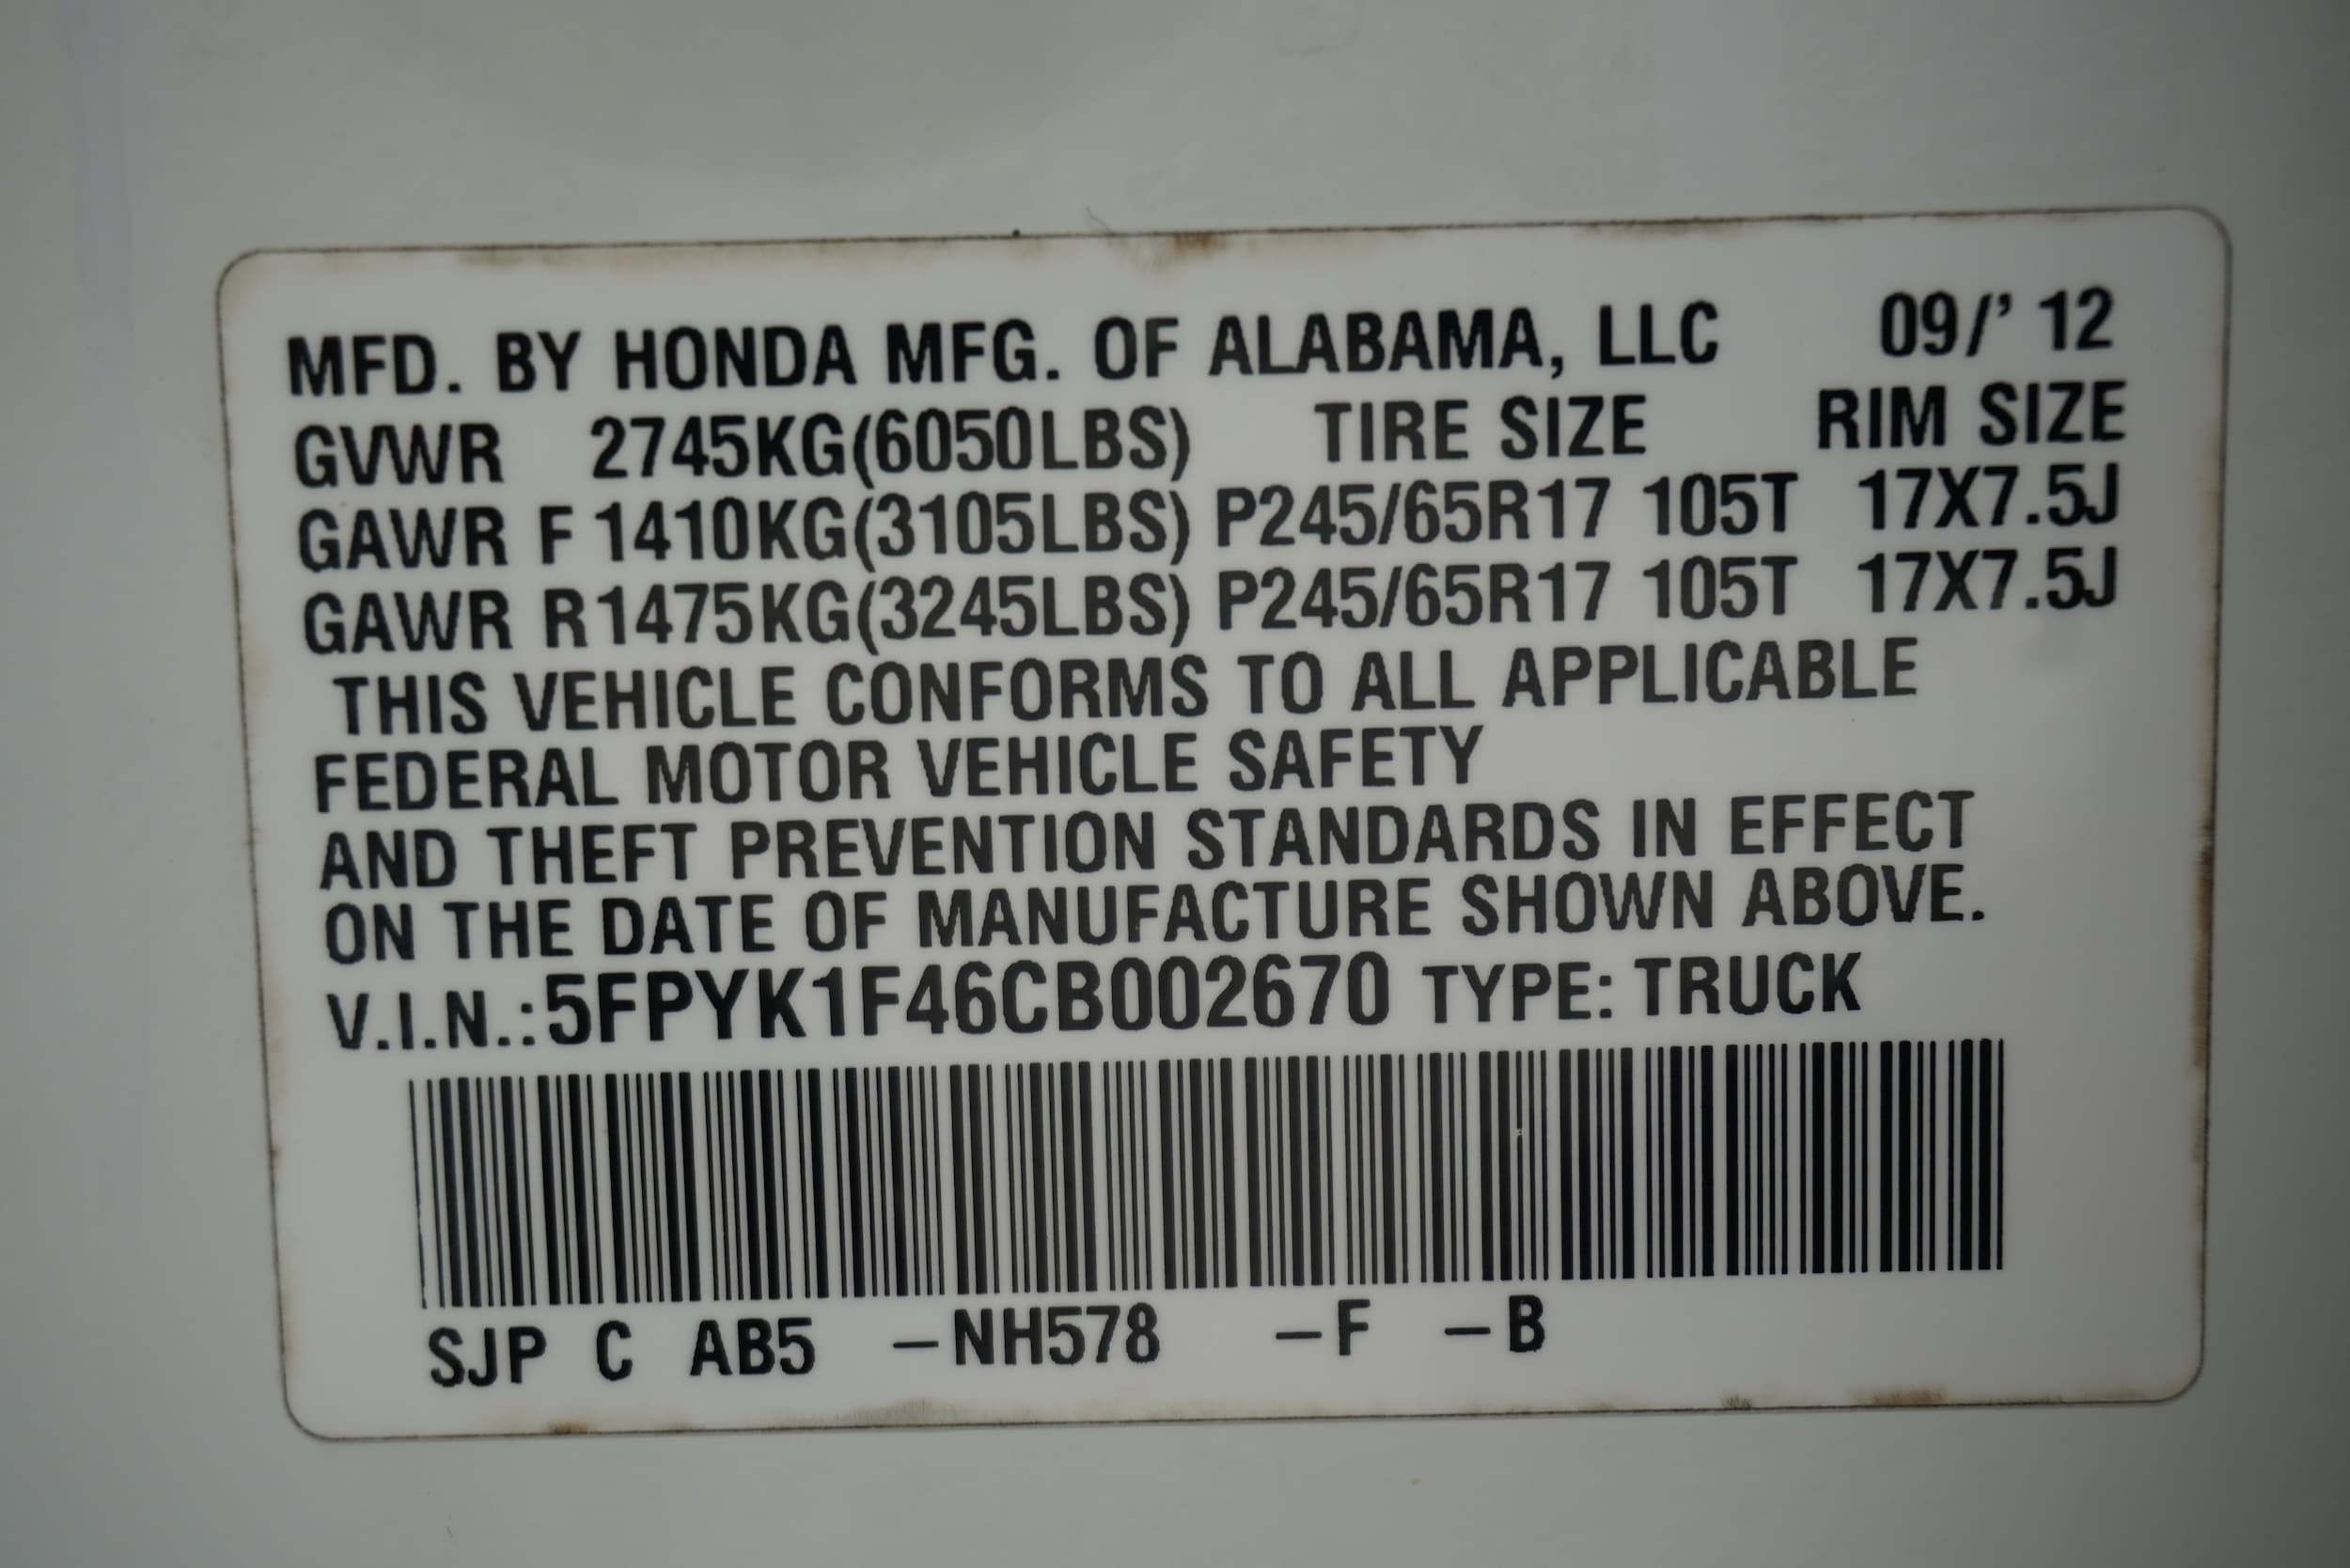 MFD. BY HONDA MFG. OF ALABAMA, LLC 09/' 12
GVWR 2745KG(6050LBS) TIRE SIZE RIM SIZE
GAWR F 1410KG(3105LBS) P245/65R17 105T 17X7.5J
GAWR R 1475KG(3245LBS) P245/65R17 105T 17X7.5J
THIS VEHICLE CONFORMS TO ALL APPLICABLE
FEDERAL MOTOR VEHICLE SAFETY
AND THEFT PREVENTION STANDARDS IN EFFECT
ON THE DATE OF MANUFACTURE SHOWN ABOVE.
V.I.N.:5FPYK1F46CB002670 TYPE: TRUCK
SJP C AB5 –NH578 –F –B